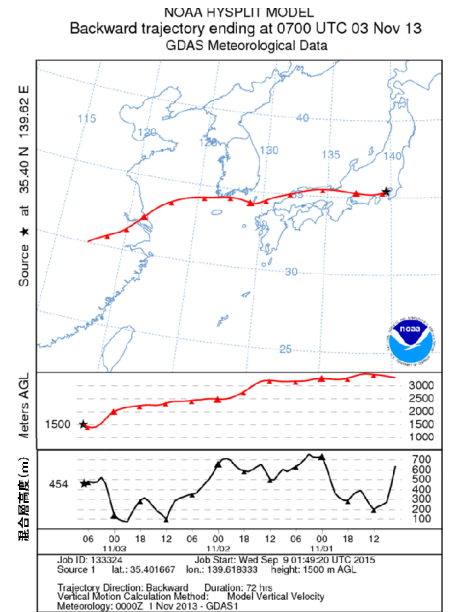 NOAA HYSPLIT MODEL
Backward trajectory ending at 0700 UTC 03 Nov 13
GDAS Meteorological Data
Source ★ at 35.40 N 139.62 E
115
120
120
130
135
140
40
30
25
noaa
Meters AGL
1500
3000
2500
2000
1500
1000
混合層高度(m)
454
700
600
500
400
300
200
100
06 00 18 12 06 00 18 12 06 00 18 12
11/03 11/02 11/01
Job ID: 133324 Job Start: Wed Sep 9 01:49:20 UTC 2015
Source 1 lat.: 35.401667 lon.: 139.618333 height: 1500 m AGL
Trajectory Direction: Backward Duration: 72 hrs
Vertical Motion Calculation Method: Model Vertical Velocity
Meteorology: 0000Z 1 Nov 2013 - GDAS1